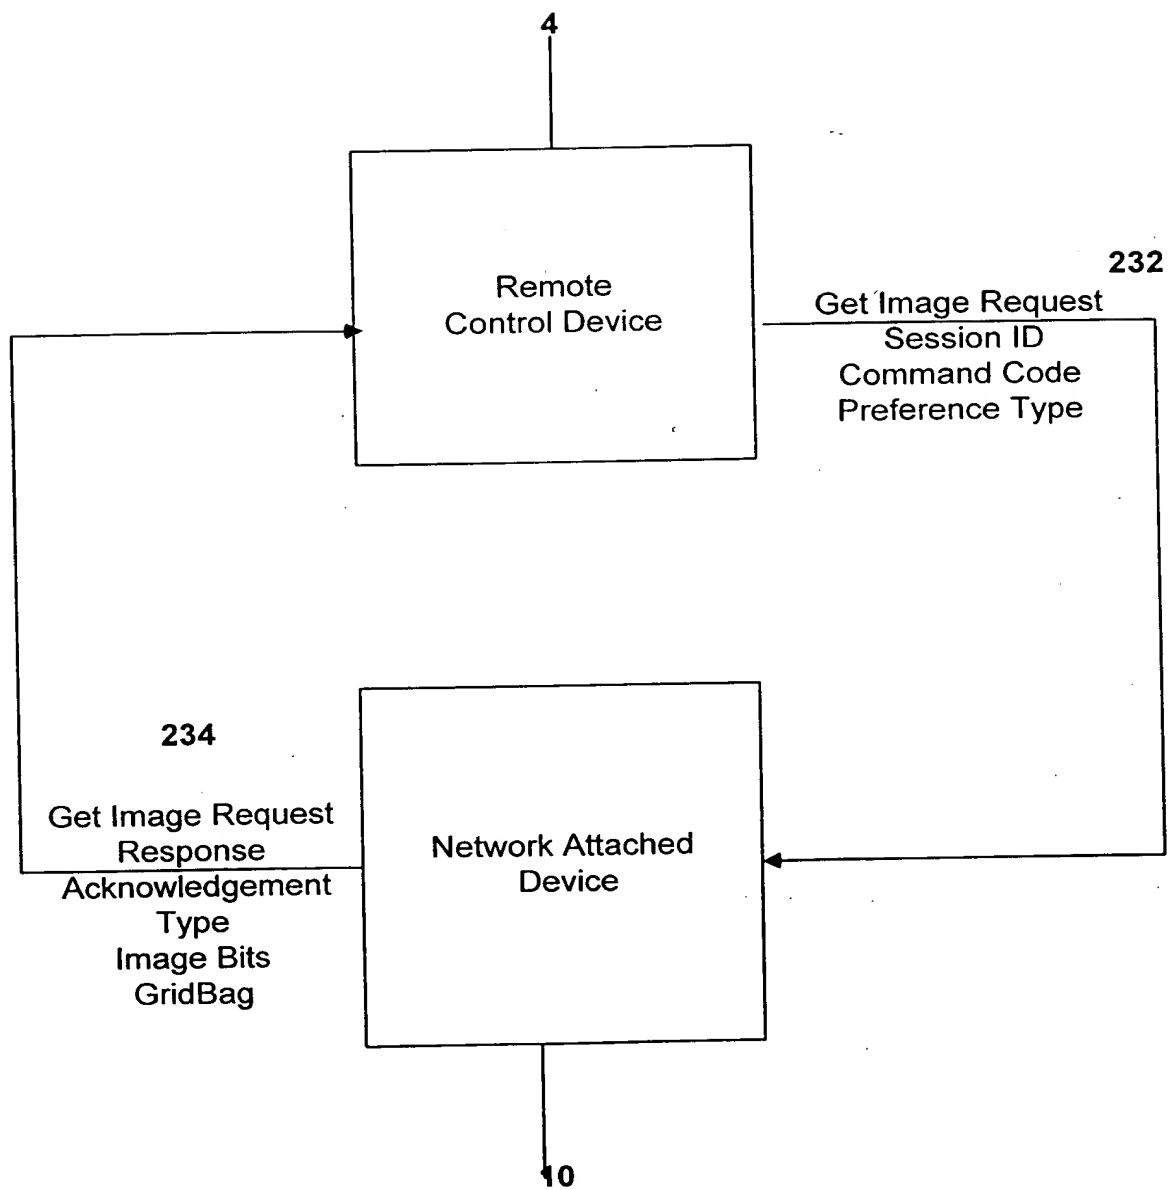 4
Remote
Control Device
232
Get Image Request
Session ID
Command Code
Preference Type
234
Get Image Request
Response
Acknowledgement
Type
Image Bits
GridBag
Network Attached
Device
10